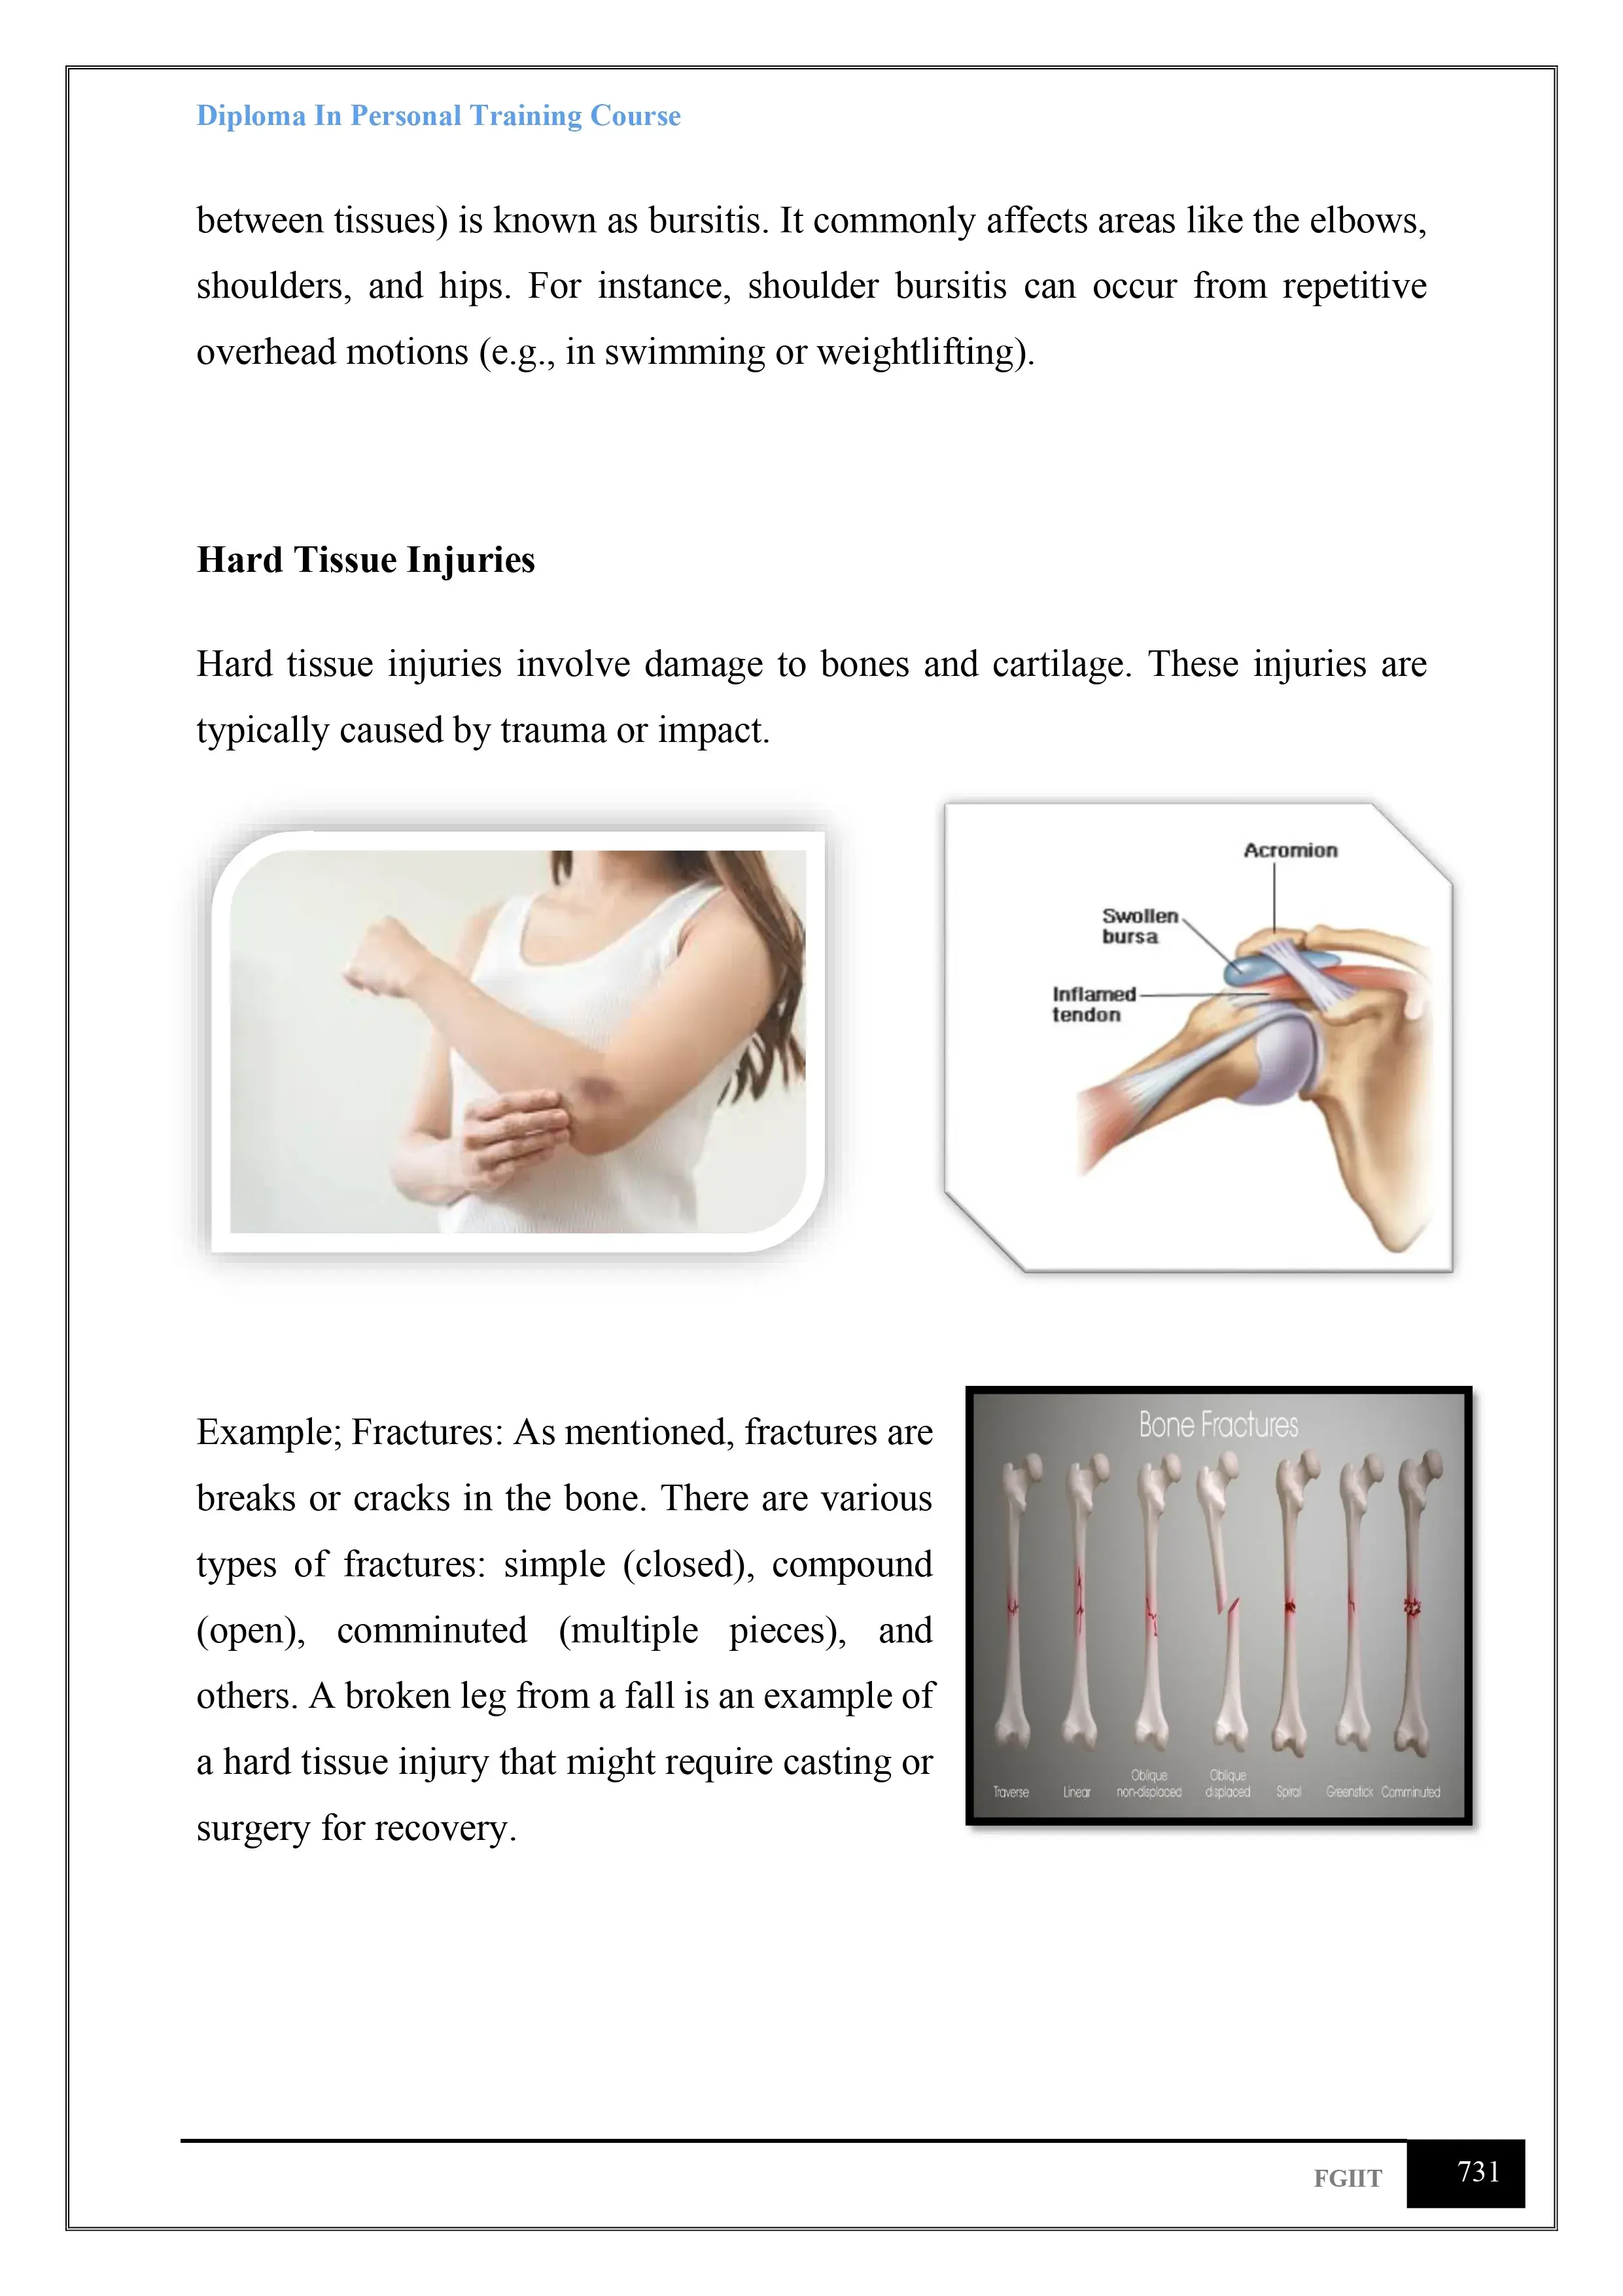 Diploma In Personal Training Course
between tissues) is known as bursitis. It commonly affects areas like the elbows,
shoulders, and hips. For instance, shoulder bursitis can occur from repetitive
overhead motions (e.g., in swimming or weightlifting).
Hard Tissue Injuries
Hard tissue injuries involve damage to bones and cartilage. These injuries are
typically caused by trauma or impact.
Acromion
Swollen
bursa
Inflamed
tendon
Example; Fractures: As mentioned, fractures are
breaks or cracks in the bone. There are various
types of fractures: simple (closed), compound
(open), comminuted (multiple pieces), and
others. A broken leg from a fall is an example of
a hard tissue injury that might require casting or
surgery for recovery.
Bone Fractures
Traverse
Linear
Oblique
non-displaced
Oblique
displaced
Spiral
Greenstick
Comminuted
FGIIT
731